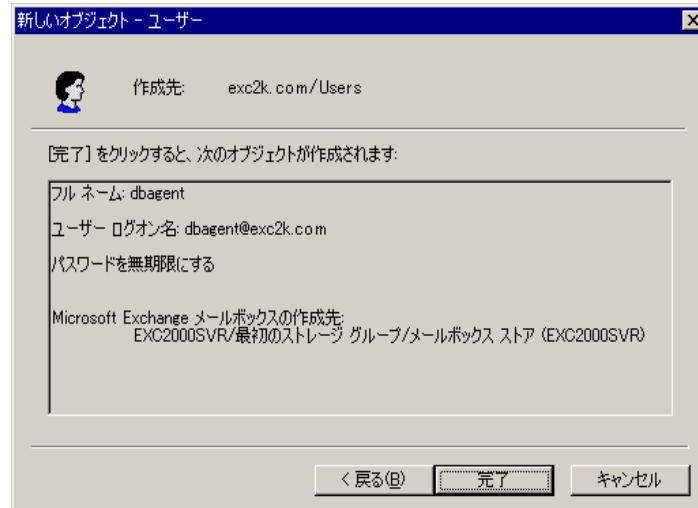 新しいオブジェクト - ユーザー
作成先: exc2k.com/Users
[完了] をクリックすると、次のオブジェクトが作成されます:
フル ネーム: dbagent
ユーザー ログオン名: dbagent@exc2k.com
パスワードを無期限にする
Microsoft Exchange メールボックスの作成先:
EXC2000SVR/最初のストレージ グループ/メールボックス ストア (EXC2000SVR)
< 戻る(B) 完了 キャンセル